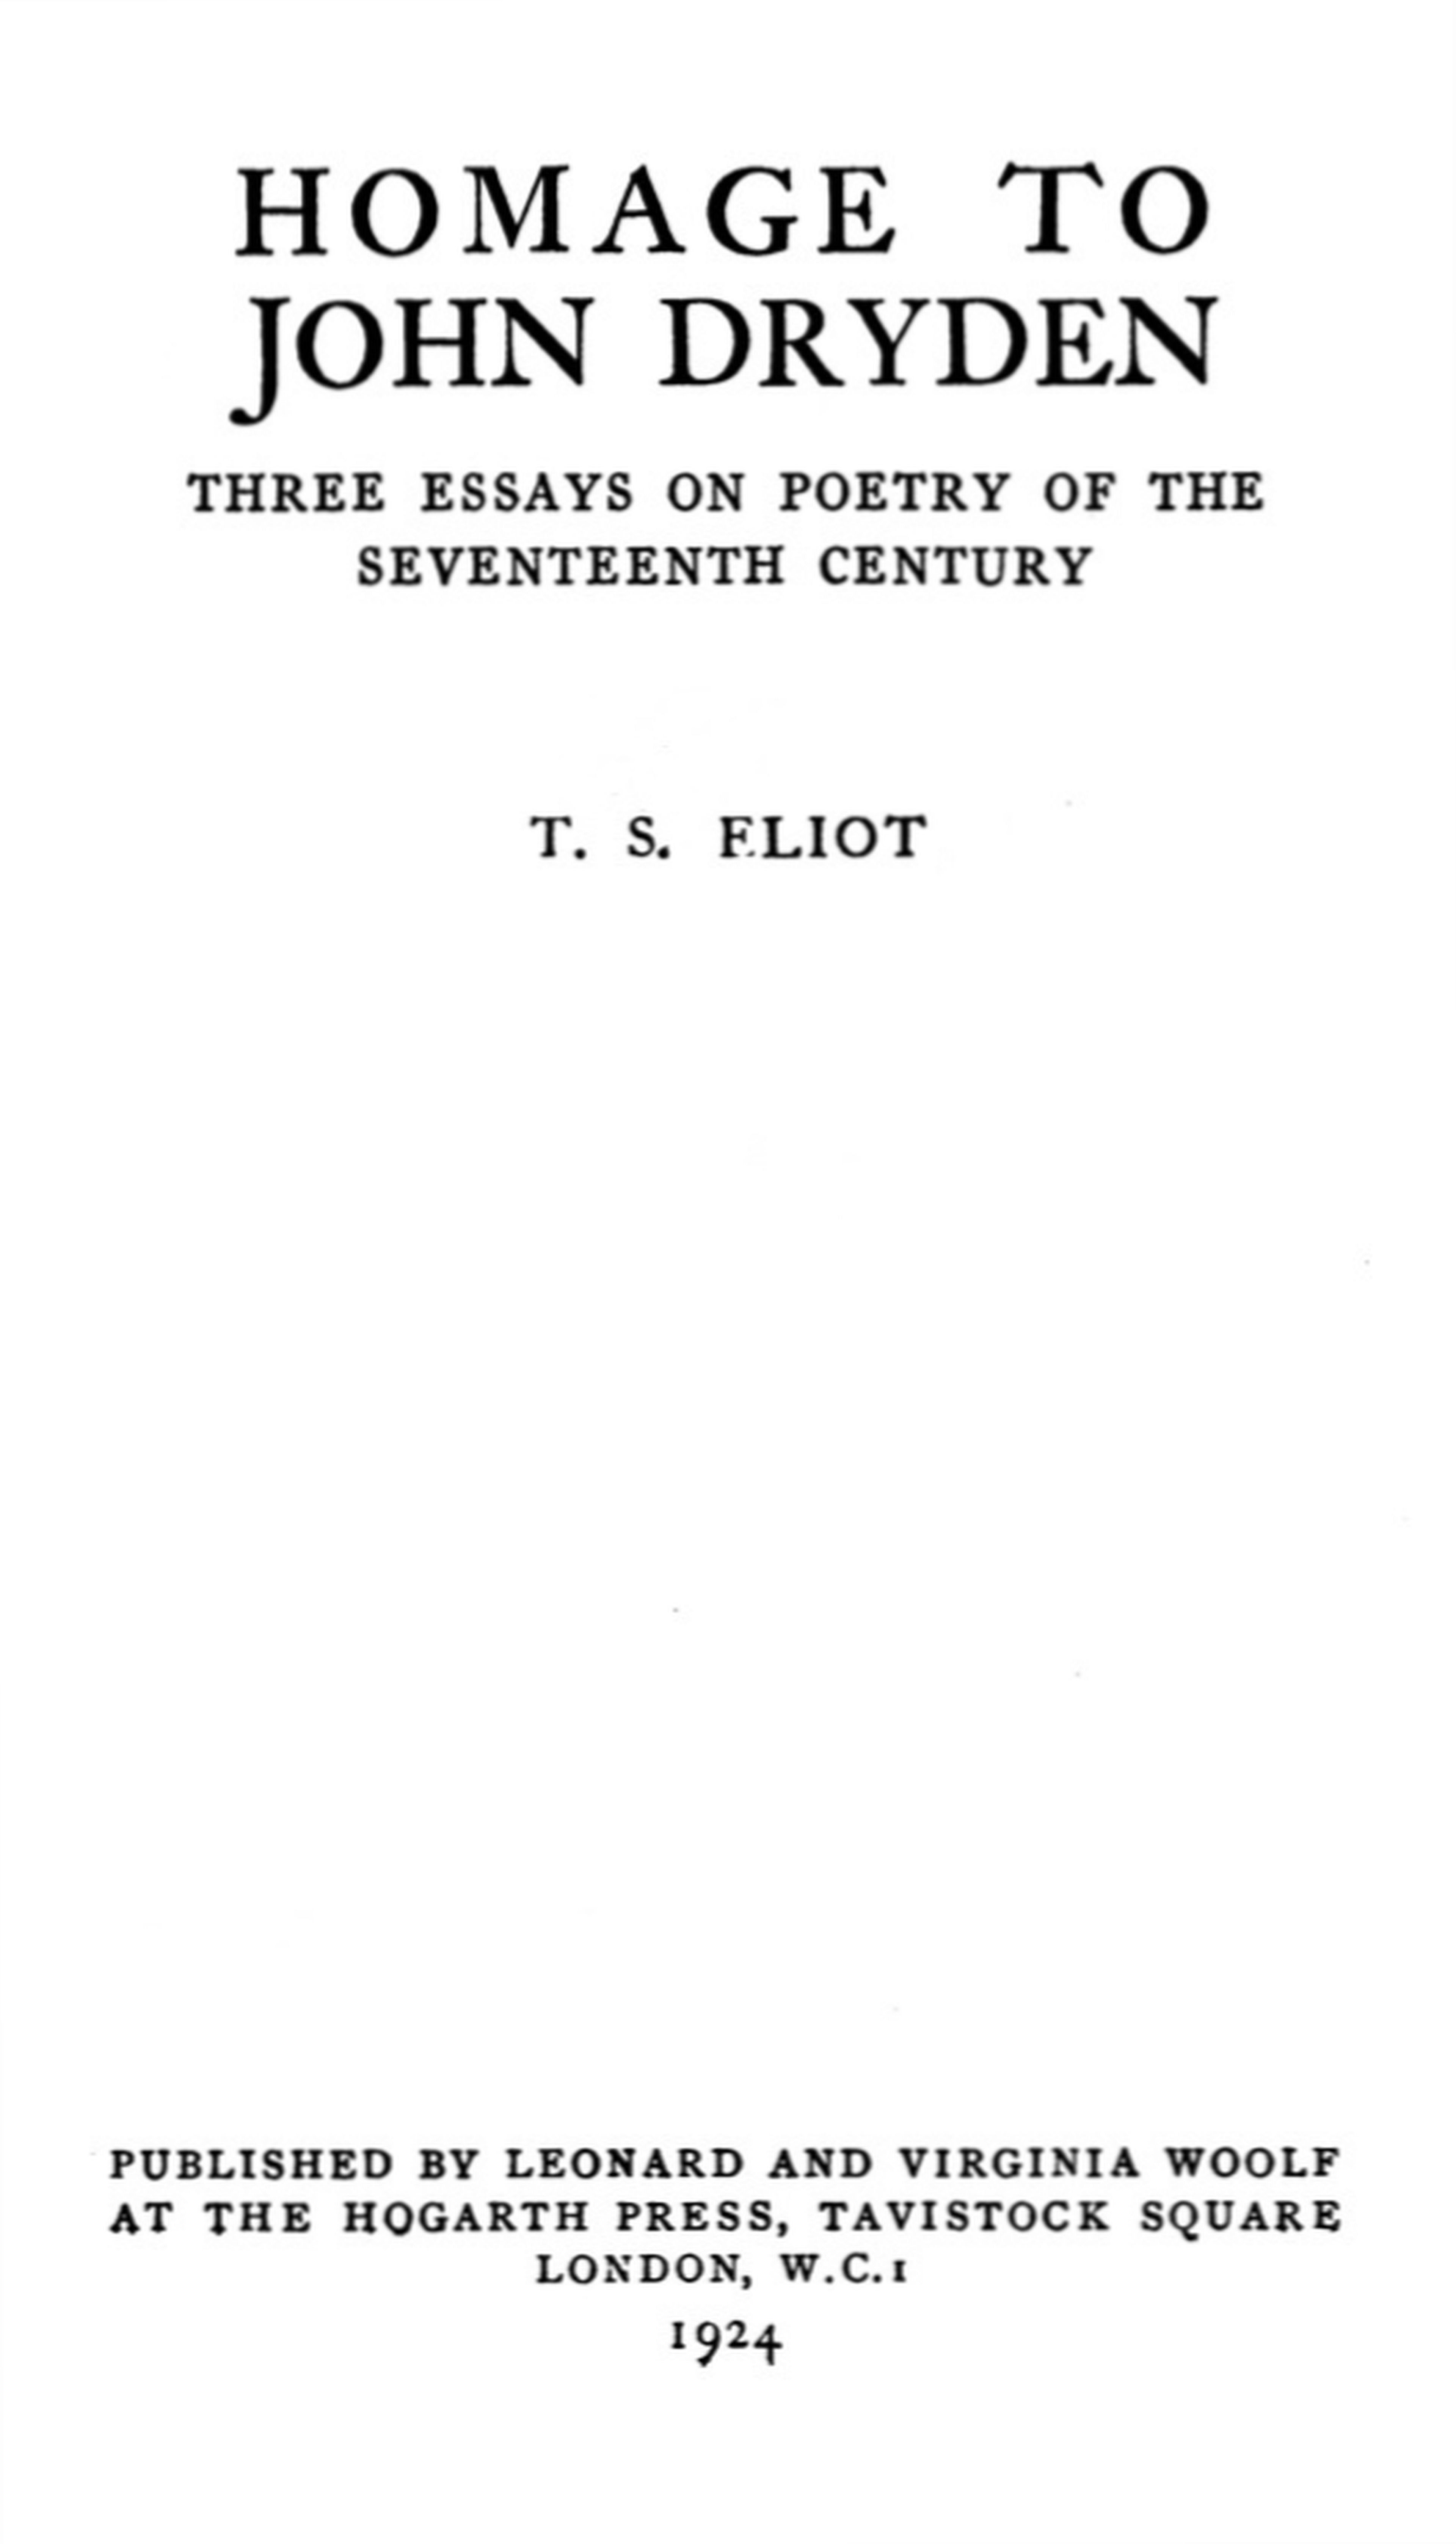 HOMAGE TO
JOHN DRYDEN
THREE ESSAYS ON POETRY OF THE
SEVENTEENTH CENTURY
T. S. ELIOT
PUBLISHED BY LEONARD AND VIRGINIA WOOLF
AT THE HOGARTH PRESS, TAVISTOCK SQUARE
LONDON, W.C.1
1924